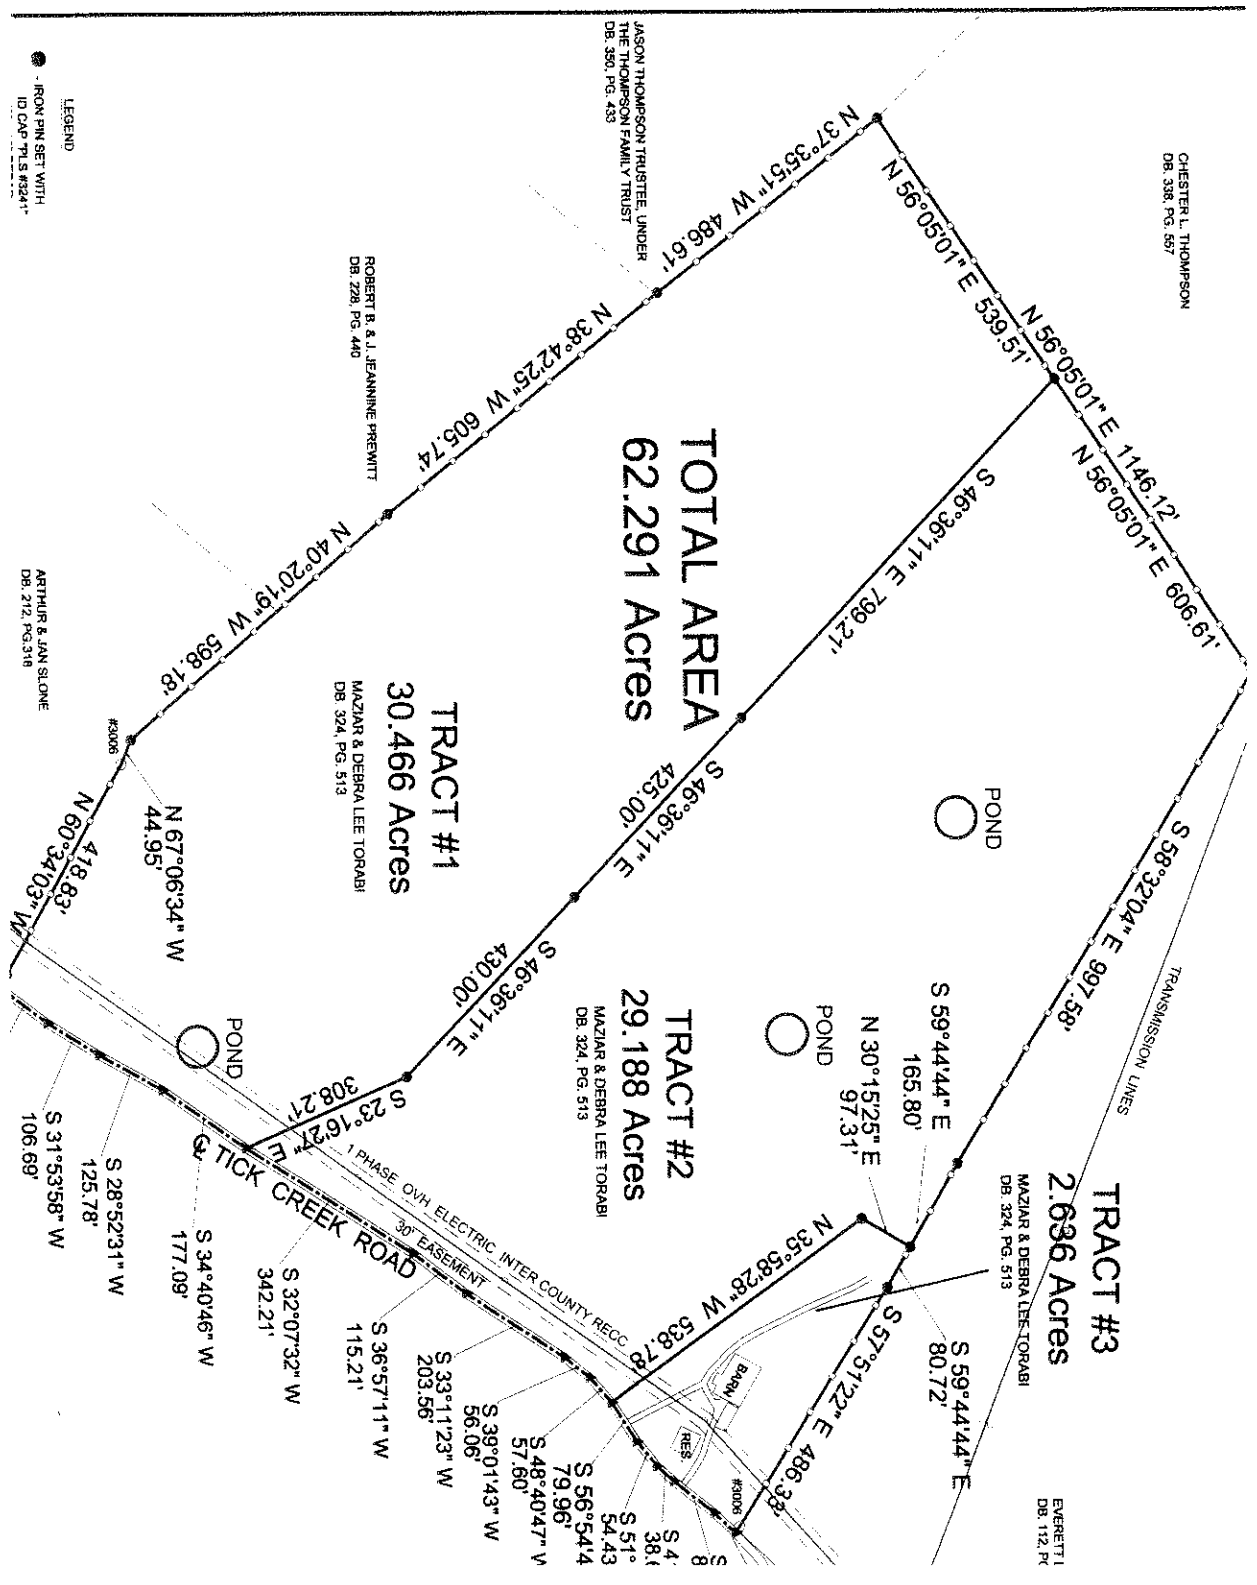 CHESTER L. THOMPSON
DB. 338, PG. 557
JASON THOMPSON TRUSTEE, UNDER
THE THOMPSON FAMILY TRUST
DB. 350, PG. 433
LEGEND
- IRON PIN SET WITH
ID CAP "PLS #3241"
ROBERT B. & J. JEANNINE PREWITT
DB. 228, PG. 440
ARTHUR & JAN SLONE
DB. 212, PG.318
N 37°35'51" W 486.61'
N 38°42'25" W 605.74'
N 40°20'19" W 598.18'
#3006
N 67°06'34" W
44.95'
N 60°34'03" W
418.83'
N 56°05'01" E 539.51'
N 56°05'01" E 1146.12'
N 56°05'01" E 606.61'
S 46°36'11" E 799.21'
S 46°36'11" E
425.00'
S 46°36'11" E
430.00'
S 23°16'27" E
308.21'
TOTAL AREA
62.291 Acres
TRACT #1
30.466 Acres
MAZIAR & DEBRA LEE TORABI
DB. 324, PG. 513
POND
POND
POND
TRACT #2
29.188 Acres
MAZIAR & DEBRA LEE TORABI
DB. 324, PG. 513
S 58°32'04" E 997.58'
TRANSMISSION LINES
S 59°44'44" E
165.80'
N 30°15'25" E
97.31'
N 35°58'28" W 538.78'
TRACT #3
2.636 Acres
MAZIAR & DEBRA LEE TORABI
DB. 324, PG. 513
S 59°44'44" E
80.72'
S 57°51'22" E 486.33'
BARN
RES.
#3006
EVERETT L
DB. 112, P
1 PHASE OVH ELECTRIC INTER COUNTY RECC
30' EASEMENT
℄ TICK CREEK ROAD
S 31°53'58" W
106.69'
S 28°52'31" W
125.78'
S 34°40'46" W
177.09'
S 32°07'32" W
342.21'
S 36°57'11" W
115.21'
S 33°11'23" W
203.56'
S 39°01'43" W
56.06'
S 48°40'47" W
57.60'
S 56°54'4
79.96'
S 51°
54.43
S 4
38.6
S
8